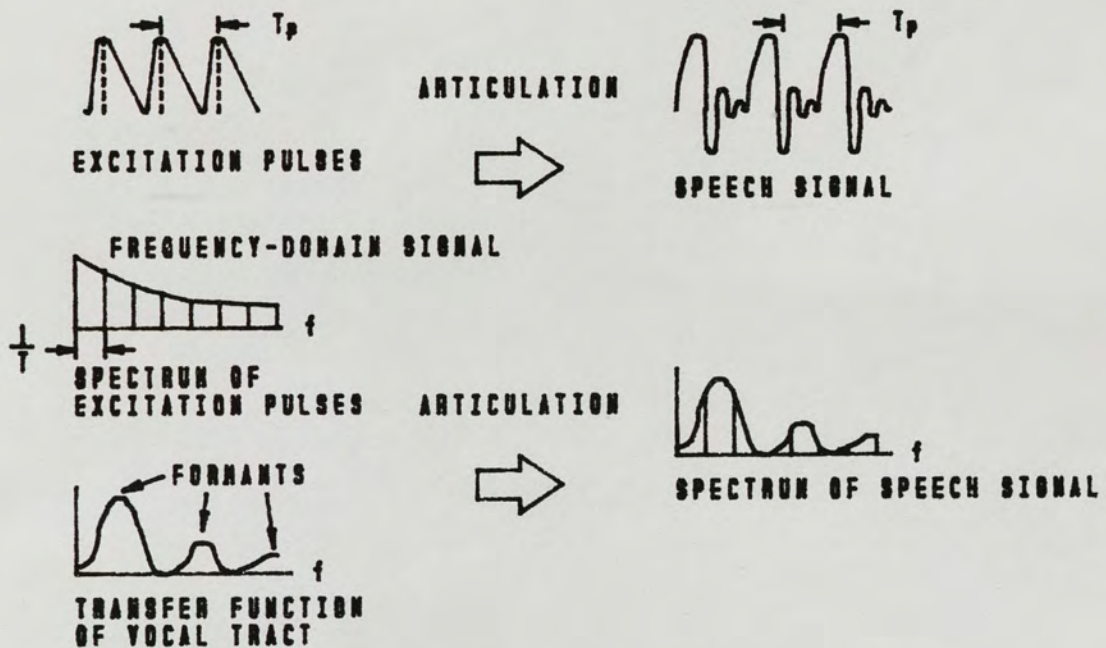 Tp
EXCITATION PULSES
ARTICULATION
Tp
SPEECH SIGNAL
FREQUENCY-DOMAIN SIGNAL
f
1/T
SPECTRUM OF
EXCITATION PULSES
ARTICULATION
f
SPECTRUM OF SPEECH SIGNAL
FORMANTS
f
TRANSFER FUNCTION
OF VOCAL TRACT